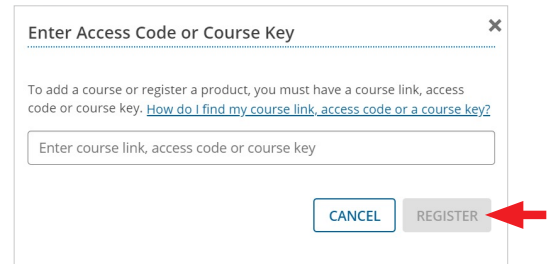 Enter Access Code or Course Key
To add a course or register a product, you must have a course link, access
code or course key. How do I find my course link, access code or a course key?
Enter course link, access code or course key
CANCEL REGISTER